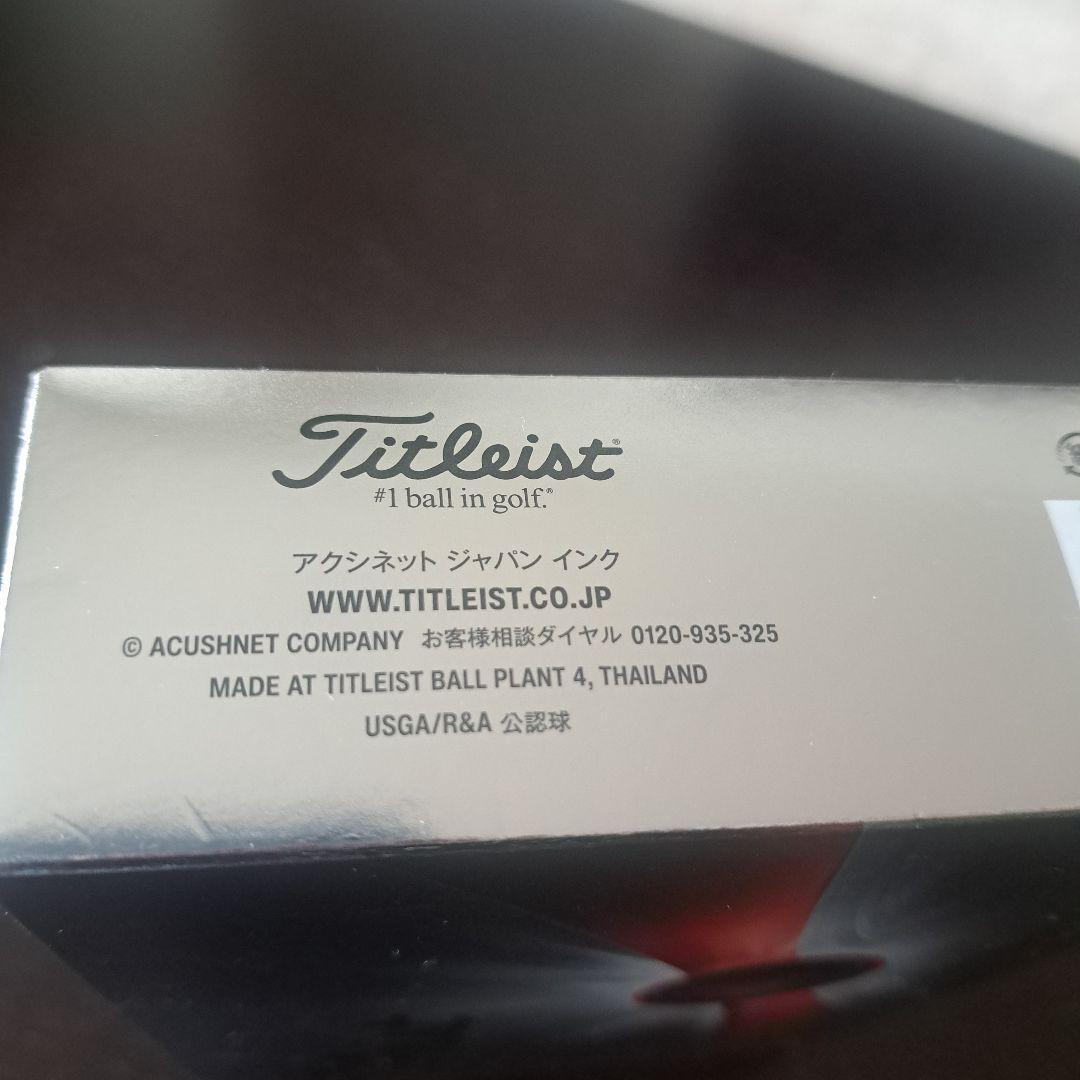 Titleist®
#1 ball in golf.®
アクシネット ジャパン インク
WWW.TITLEIST.CO.JP
© ACUSHNET COMPANY お客様相談ダイヤル 0120-935-325
MADE AT TITLEIST BALL PLANT 4, THAILAND
USGA/R&A 公認球